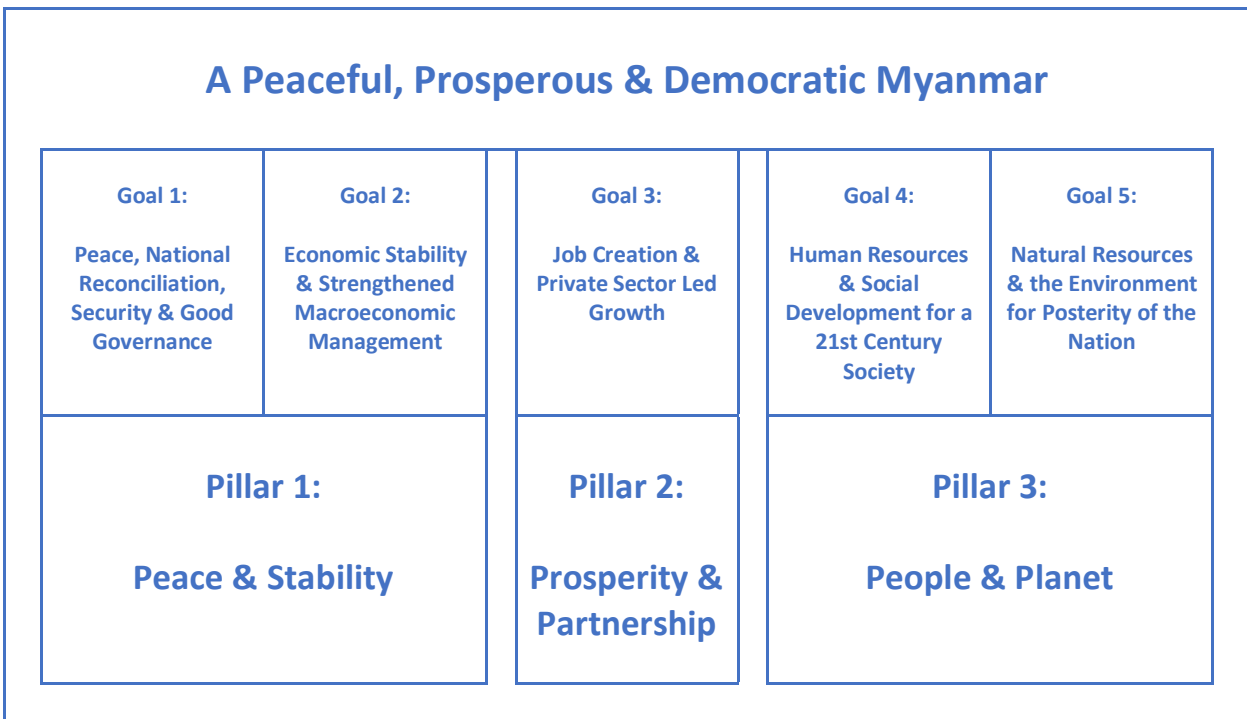 A Peaceful, Prosperous & Democratic Myanmar
Goal 1:
Peace, National
Reconciliation,
Security & Good
Governance
Goal 2:
Economic Stability
& Strengthened
Macroeconomic
Management
Goal 3:
Job Creation &
Private Sector Led
Growth
Goal 4:
Human Resources
& Social
Development for a
21st Century
Society
Goal 5:
Natural Resources
& the Environment
for Posterity of the
Nation
Pillar 1:
Peace & Stability
Pillar 2:
Prosperity &
Partnership
Pillar 3:
People & Planet